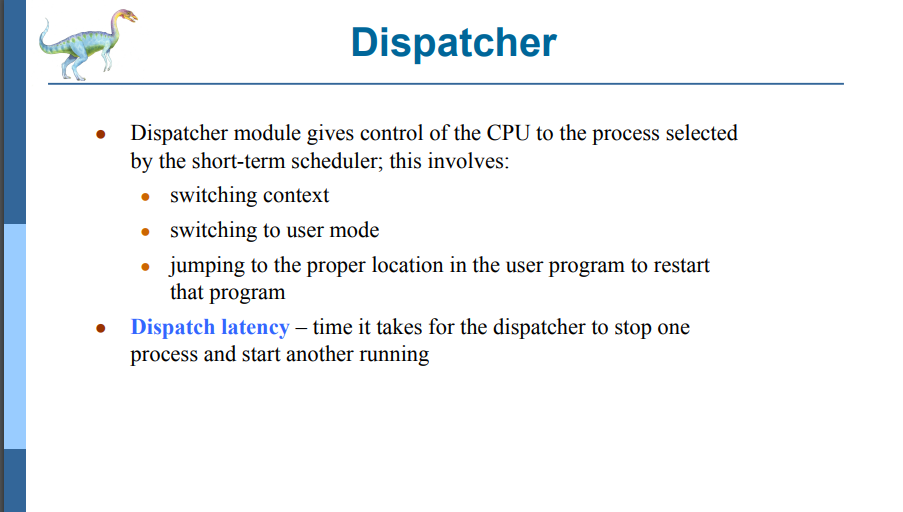 Dispatcher
● Dispatcher module gives control of the CPU to the process selected
by the short-term scheduler; this involves:
● switching context
● switching to user mode
● jumping to the proper location in the user program to restart
that program
● Dispatch latency – time it takes for the dispatcher to stop one
process and start another running